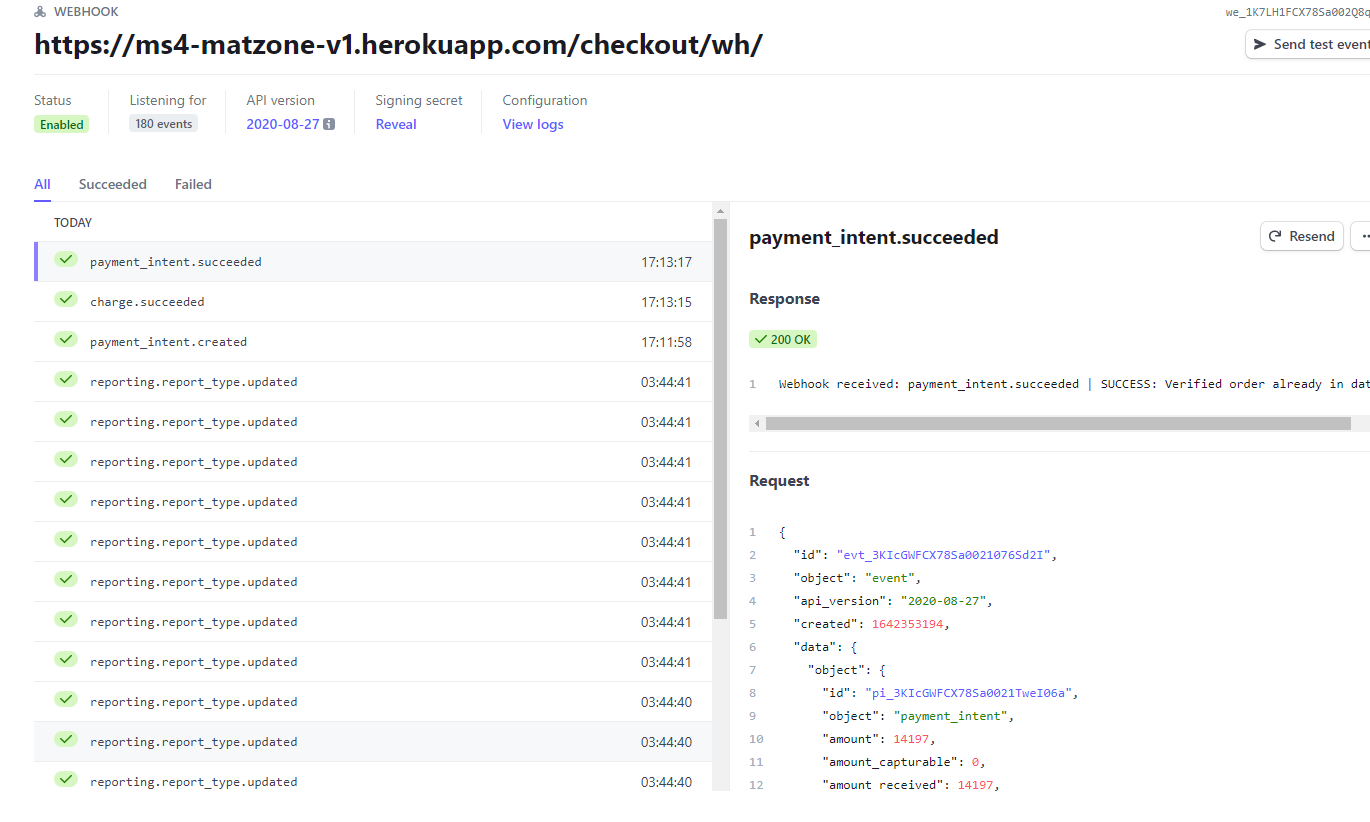 WEBHOOK
we_1K7LH1FCX78Sa002Q8q
https://ms4-matzone-v1.herokuapp.com/checkout/wh/
Send test event
Status
Listening for
API version
Signing secret
Configuration
Enabled
180 events
2020-08-27
Reveal
View logs
All
Succeeded
Failed
TODAY
payment_intent.succeeded 17:13:17
charge.succeeded 17:13:15
payment_intent.created 17:11:58
reporting.report_type.updated 03:44:41
reporting.report_type.updated 03:44:41
reporting.report_type.updated 03:44:41
reporting.report_type.updated 03:44:41
reporting.report_type.updated 03:44:41
reporting.report_type.updated 03:44:41
reporting.report_type.updated 03:44:41
reporting.report_type.updated 03:44:41
reporting.report_type.updated 03:44:40
reporting.report_type.updated 03:44:40
reporting.report_type.updated 03:44:40
payment_intent.succeeded
Resend
Response
200 OK
1 Webhook received: payment_intent.succeeded | SUCCESS: Verified order already in dat
Request
1 {
2 "id": "evt_3KIcGWFCX78Sa0021076Sd2I",
3 "object": "event",
4 "api_version": "2020-08-27",
5 "created": 1642353194,
6 "data": {
7 "object": {
8 "id": "pi_3KIcGWFCX78Sa0021TweI06a",
9 "object": "payment_intent",
10 "amount": 14197,
11 "amount_capturable": 0,
12 "amount_received": 14197,